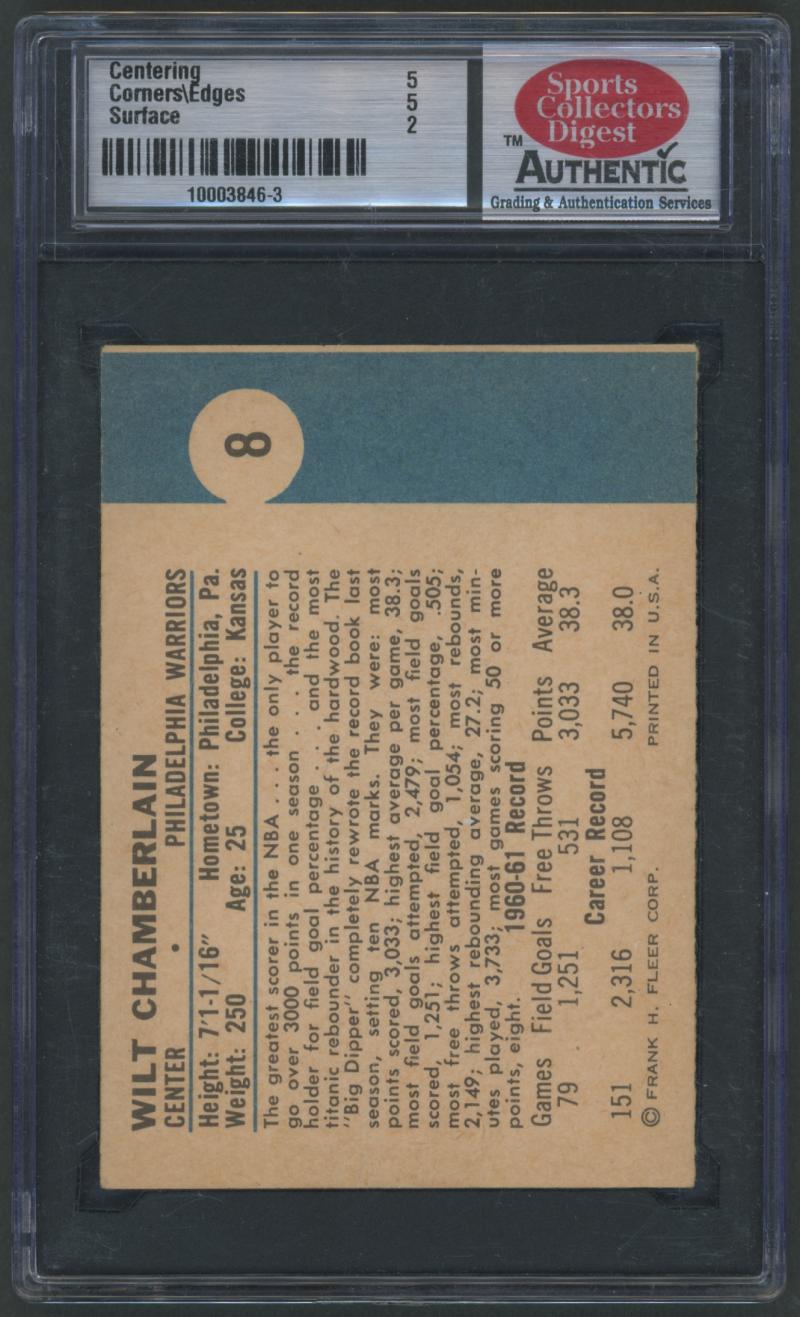 Centering 5
Corners\Edges 5
Surface 2
10003846-3
Sports
Collectors
Digest
™ AUTHENTIC
Grading & Authentication Services
8
WILT CHAMBERLAIN
CENTER • PHILADELPHIA WARRIORS
Height: 7'1-1/16" Hometown: Philadelphia, Pa.
Weight: 250 Age: 25 College: Kansas
The greatest scorer in the NBA . . . the only player to
go over 3000 points in one season . . . the record
holder for field goal percentage . . . and the most
titanic rebounder in the history of the hardwood. The
"Big Dipper" completely rewrote the record book last
season, setting ten NBA marks. They were: most
points scored, 3,033; highest average per game, 38.3;
most field goals attempted, 2,479; most field goals
scored, 1,251; highest field goal percentage, .505;
most free throws attempted, 1,054; most rebounds,
2,149; highest rebounding average, 27.2; most min-
utes played, 3,733; most games scoring 50 or more
points, eight.
1960-61 Record
Games Field Goals Free Throws Points Average
79 1,251 531 3,033 38.3
Career Record
151 2,316 1,108 5,740 38.0
© FRANK H. FLEER CORP. PRINTED IN U.S.A.